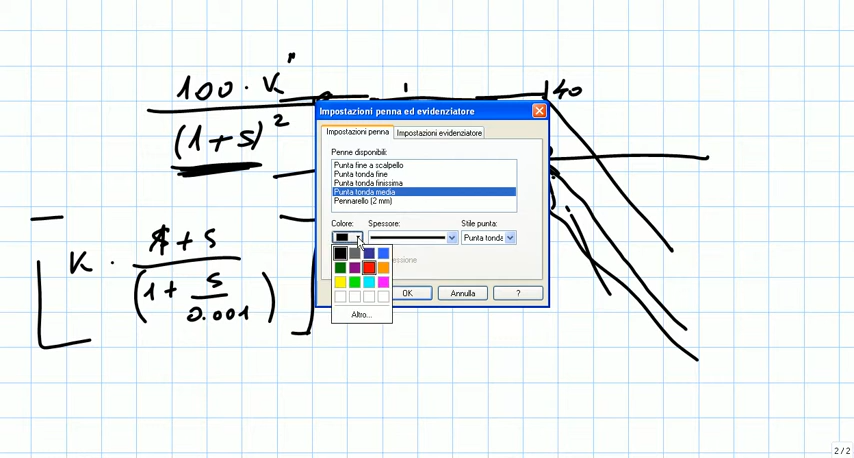 100 · K"
(1+s)²
1
140
Impostazioni penna ed evidenziatore
Impostazioni penna
Impostazioni evidenziatore
Penne disponibili:
Punta fine a scalpello
Punta tonda fine
Punta tonda finissima
Punta tonda media
Pennarello (2 mm)
Colore:
Spessore:
Stile punta:
Punta tonda
essione
OK
Annulla
?
Altro...
K ·
+ s
(1 + s
0.001)
2/2